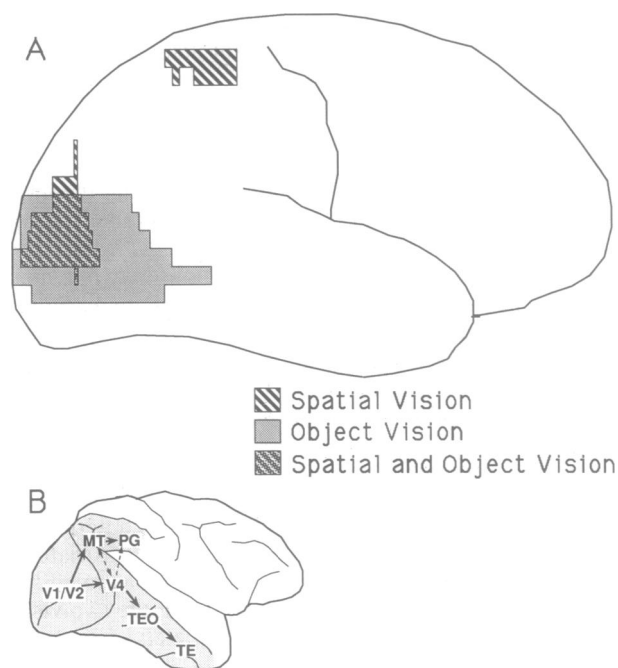 A
Spatial Vision
Object Vision
Spatial and Object Vision
B
MT PG
V1/V2 V4
TEO
TE